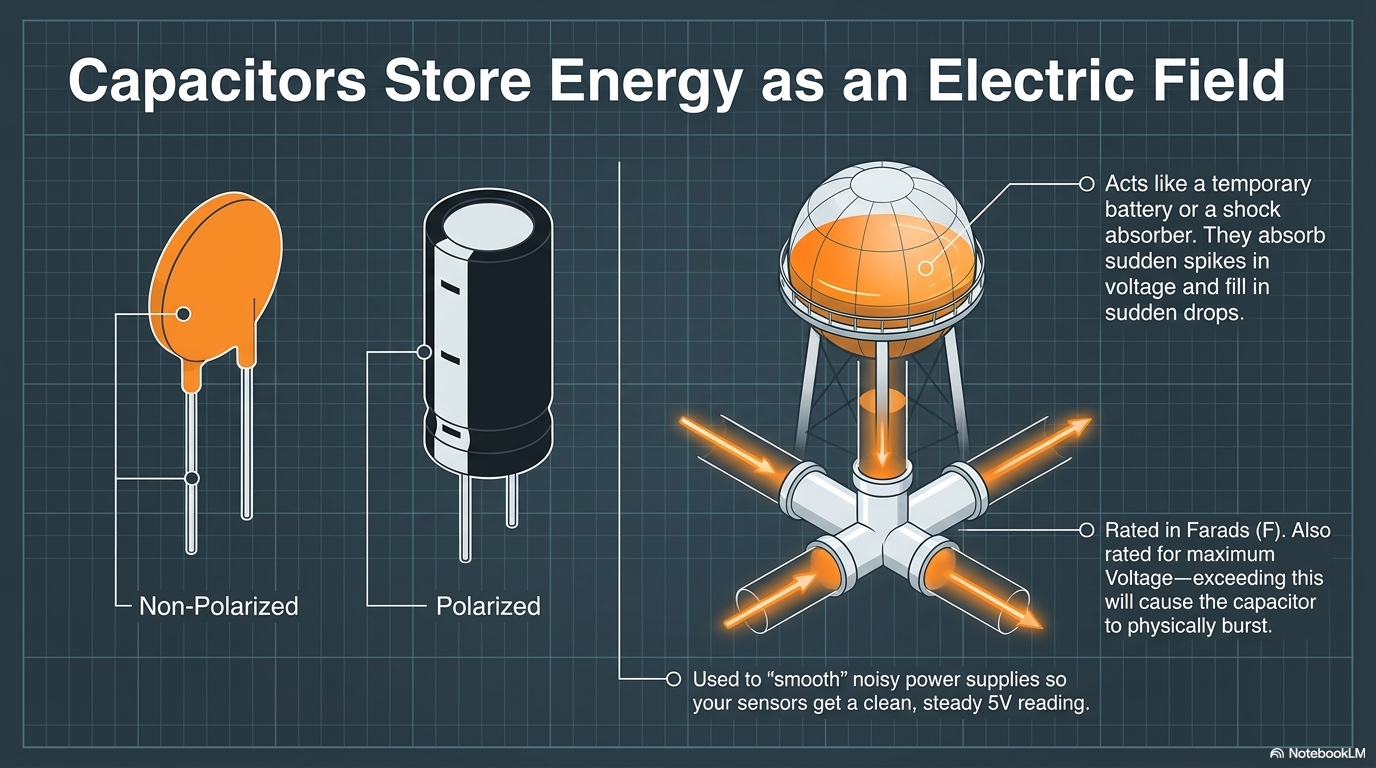 Capacitors Store Energy as an Electric Field
Non-Polarized
Polarized
Acts like a temporary
battery or a shock
absorber. They absorb
sudden spikes in
voltage and fill in
sudden drops.
Rated in Farads (F). Also
rated for maximum
Voltage—exceeding this
will cause the capacitor
to physically burst.
Used to “smooth” noisy power supplies so
your sensors get a clean, steady 5V reading.
NotebookLM